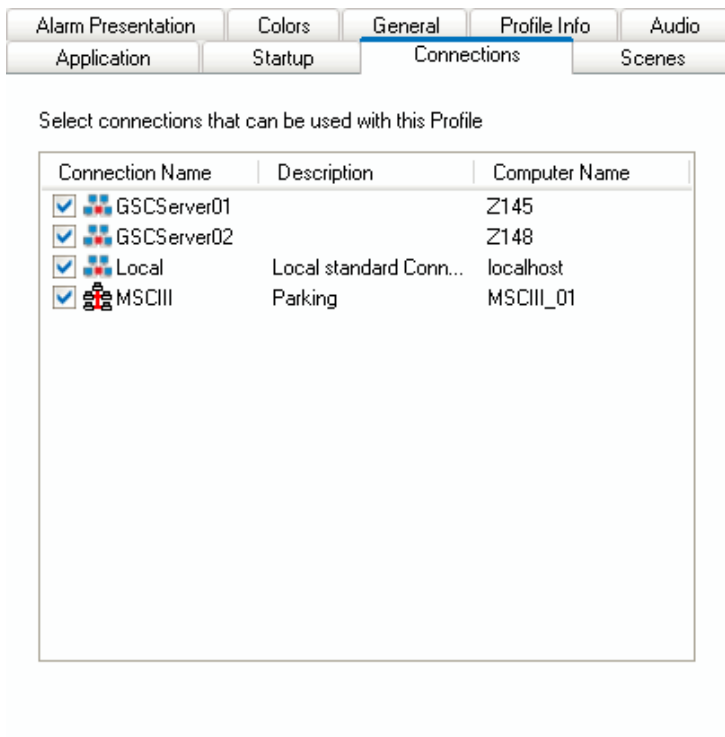 Alarm Presentation Colors General Profile Info Audio
Application Startup Connections Scenes
Select connections that can be used with this Profile
Connection Name Description Computer Name
GSCServer01 Z145
GSCServer02 Z148
Local Local standard Conn... localhost
MSCIII Parking MSCIII_01